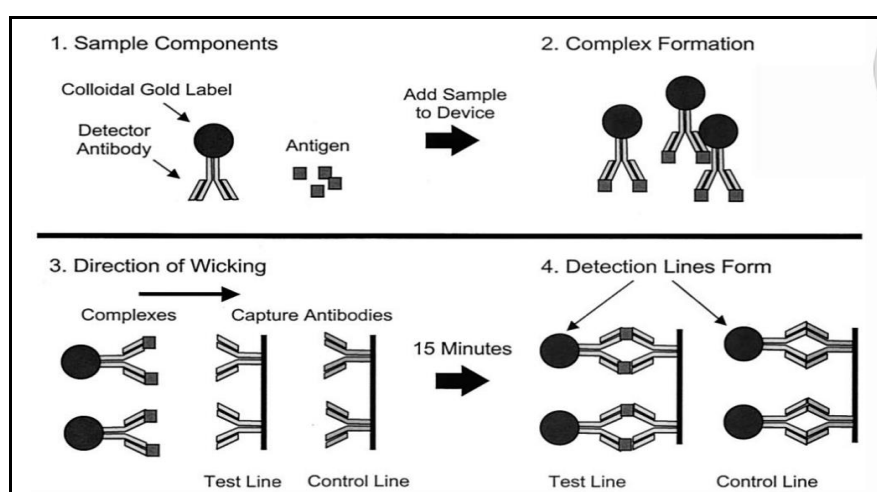 1. Sample Components
Colloidal Gold Label
Detector
Antibody
Antigen
Add Sample
to Device
2. Complex Formation
3. Direction of Wicking
Complexes
Capture Antibodies
Test Line
Control Line
15 Minutes
4. Detection Lines Form
Test Line
Control Line